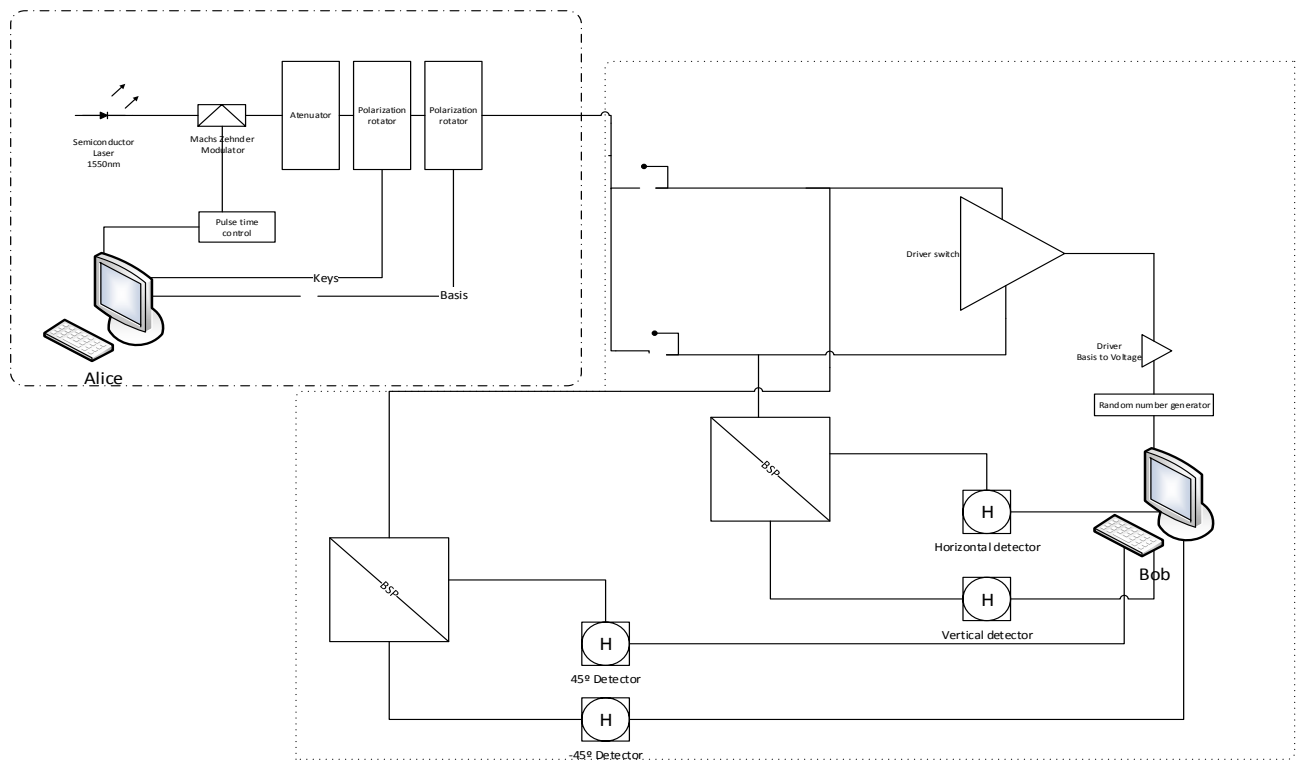 Semiconductor
Laser
1550nm
Machs Zehnder
Modulator
Atenuator
Polarization
rotator
Polarization
rotator
Pulse time
control
Keys
Basis
Alice
Driver switch
Driver
Basis to Voltage
Random number generator
BSP
H
Horizontal detector
Bob
BSP
H
Vertical detector
H
45º Detector
H
-45º Detector